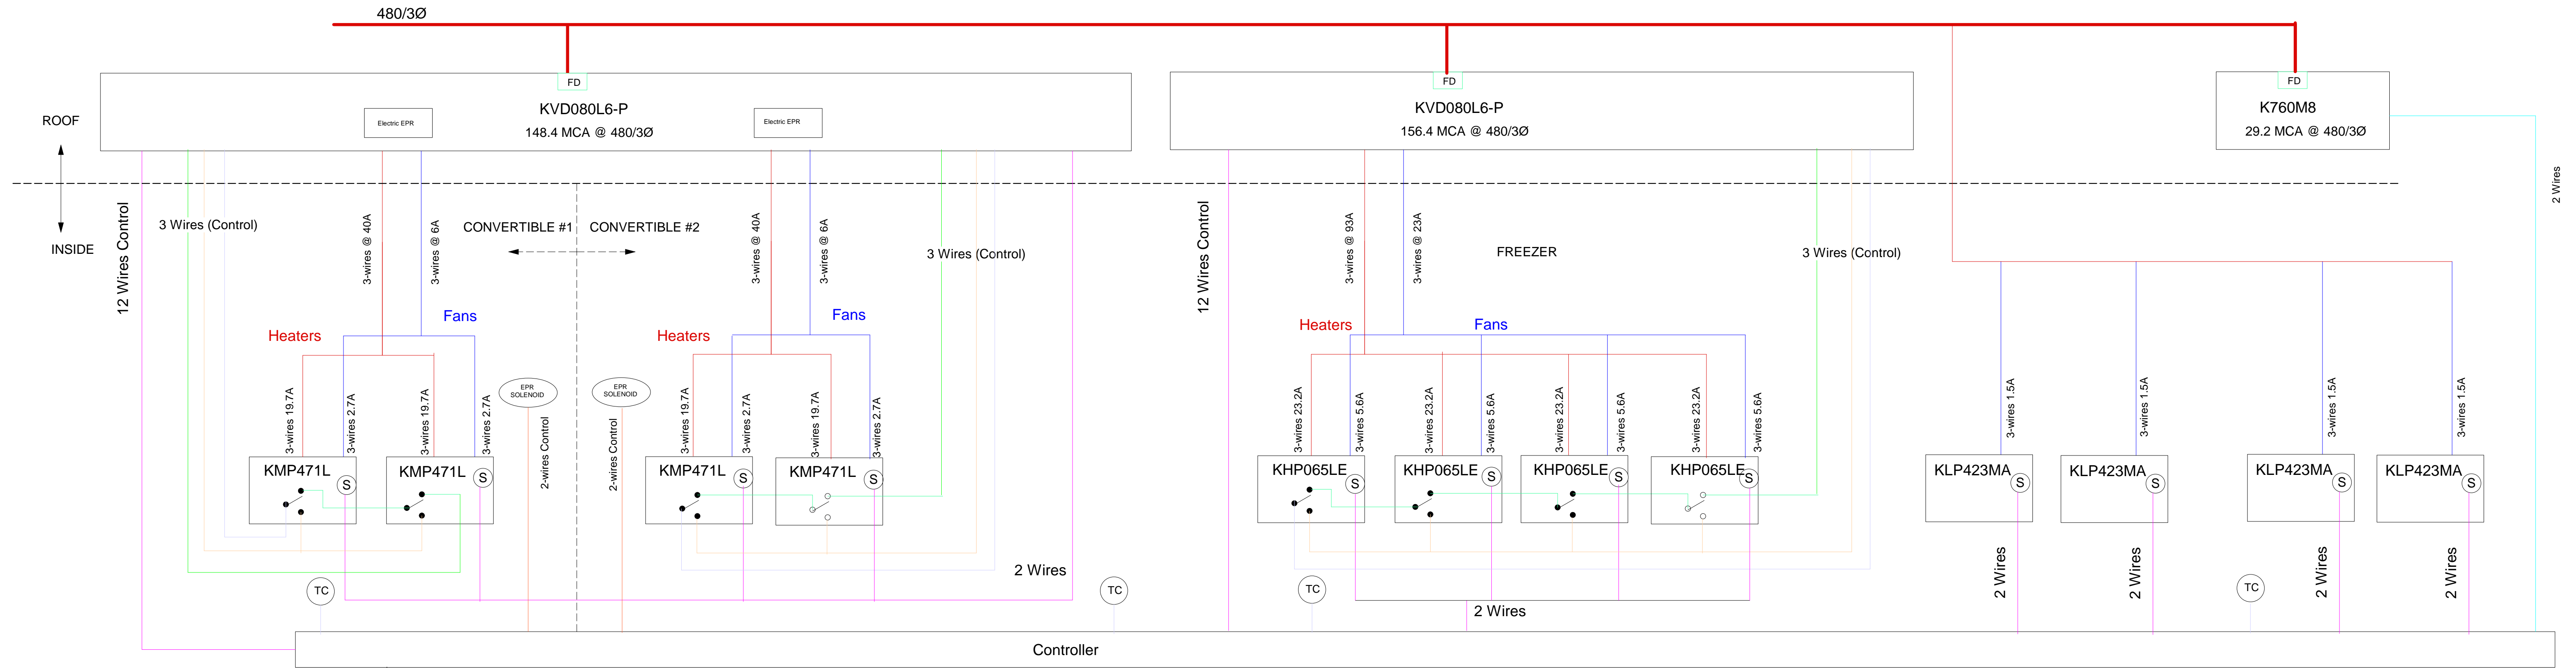 480/3Ø
FD
FD
FD
KVD080L6-P
148.4 MCA @ 480/3Ø
Electric EPR
Electric EPR
KVD080L6-P
156.4 MCA @ 480/3Ø
K760M8
29.2 MCA @ 480/3Ø
ROOF
INSIDE
12 Wires Control
3 Wires (Control)
3-wires @ 40A
3-wires @ 6A
CONVERTIBLE #1
CONVERTIBLE #2
3-wires @ 40A
3-wires @ 6A
3 Wires (Control)
12 Wires Control
3-wires @ 93A
3-wires @ 23A
FREEZER
3 Wires (Control)
2 Wires
Heaters
Fans
Heaters
Fans
Heaters
Fans
3-wires 19.7A
3-wires 2.7A
3-wires 19.7A
3-wires 2.7A
EPR
SOLENOID
2-wires Control
EPR
SOLENOID
2-wires Control
3-wires 19.7A
3-wires 2.7A
3-wires 19.7A
3-wires 2.7A
3-wires 23.2A
3-wires 5.6A
3-wires 23.2A
3-wires 5.6A
3-wires 23.2A
3-wires 5.6A
3-wires 23.2A
3-wires 5.6A
3-wires 1.5A
3-wires 1.5A
3-wires 1.5A
3-wires 1.5A
KMP471L
S
KMP471L
S
KMP471L
S
KMP471L
S
KHP065LE
S
KHP065LE
S
KHP065LE
S
KHP065LE
S
KLP423MA
S
KLP423MA
S
KLP423MA
S
KLP423MA
S
2 Wires
2 Wires
2 Wires
2 Wires
2 Wires
2 Wires
TC
TC
TC
TC
Controller